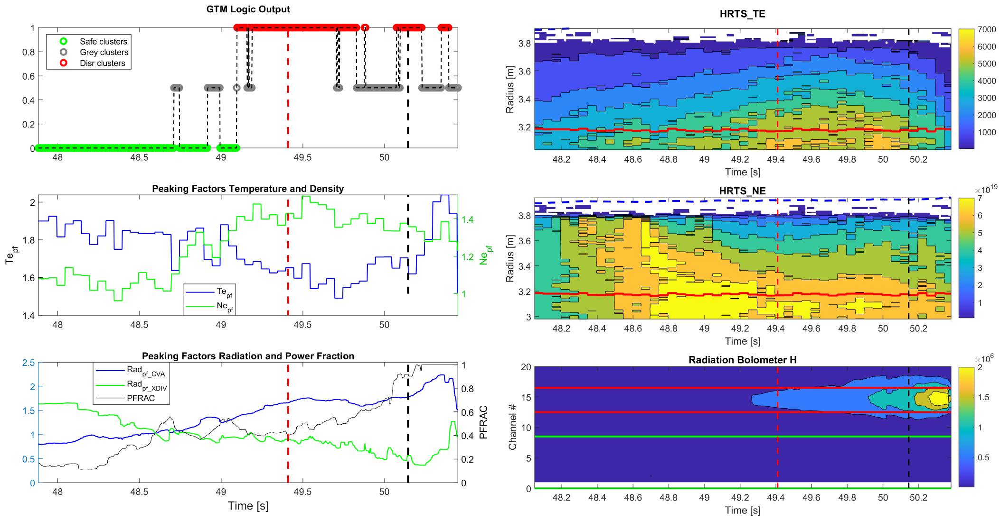 GTM Logic Output
1
0.8
0.6
0.4
0.2
0
Safe clusters
Grey clusters
Disr clusters
48 48.5 49 49.5 50
Peaking Factors Temperature and Density
2
1.8
1.6
1.4
Te_pf
1.4
1.2
1
Ne_pf
Te_pf
Ne_pf
48 48.5 49 49.5 50
Peaking Factors Radiation and Power Fraction
2.5
2
1.5
1
0.5
0
Rad_pf_CVA
Rad_pf_XDIV
PFRAC
1
0.8
0.6
0.4
0.2
0
PFRAC
48 48.5 49 49.5 50
Time [s]
HRTS_TE
3.8
3.6
3.4
3.2
Radius [m]
48.2 48.4 48.6 48.8 49 49.2 49.4 49.6 49.8 50 50.2
Time [s]
7000
6000
5000
4000
3000
2000
1000
HRTS_NE
3.8
3.6
3.4
3.2
3
Radius [m]
48.2 48.4 48.6 48.8 49 49.2 49.4 49.6 49.8 50 50.2
Time [s]
×10^19
7
6
5
4
3
2
1
Radiation Bolometer H
20
15
10
5
0
Channel #
48.2 48.4 48.6 48.8 49 49.2 49.4 49.6 49.8 50 50.2
Time [s]
×10^6
2
1.5
1
0.5